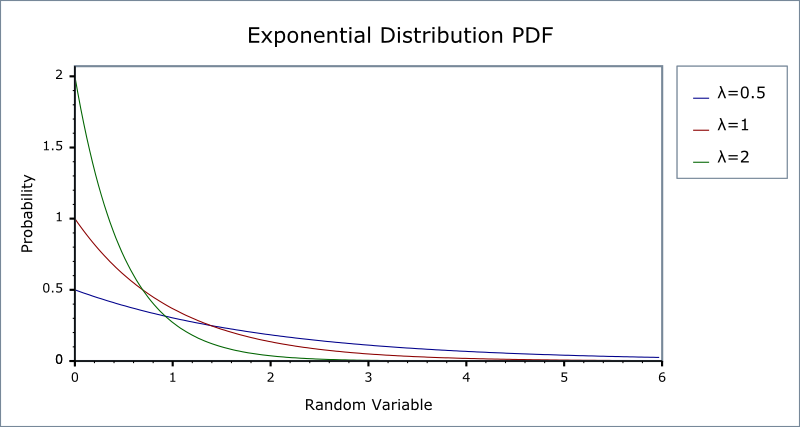 Exponential Distribution PDF
λ=0.5
λ=1
λ=2
Probability
2
1.5
1
0.5
0
0 1 2 3 4 5 6
Random Variable